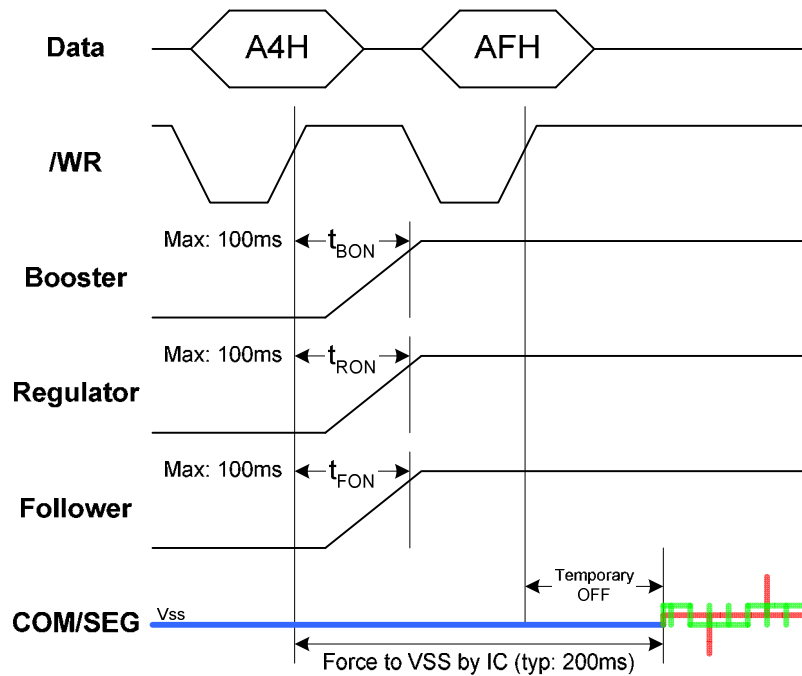 Data
A4H
AFH
/WR
Max: 100ms
tBON
Booster
Max: 100ms
tRON
Regulator
Max: 100ms
tFON
Follower
Temporary
OFF
COM/SEG
Vss
Force to VSS by IC (typ: 200ms)